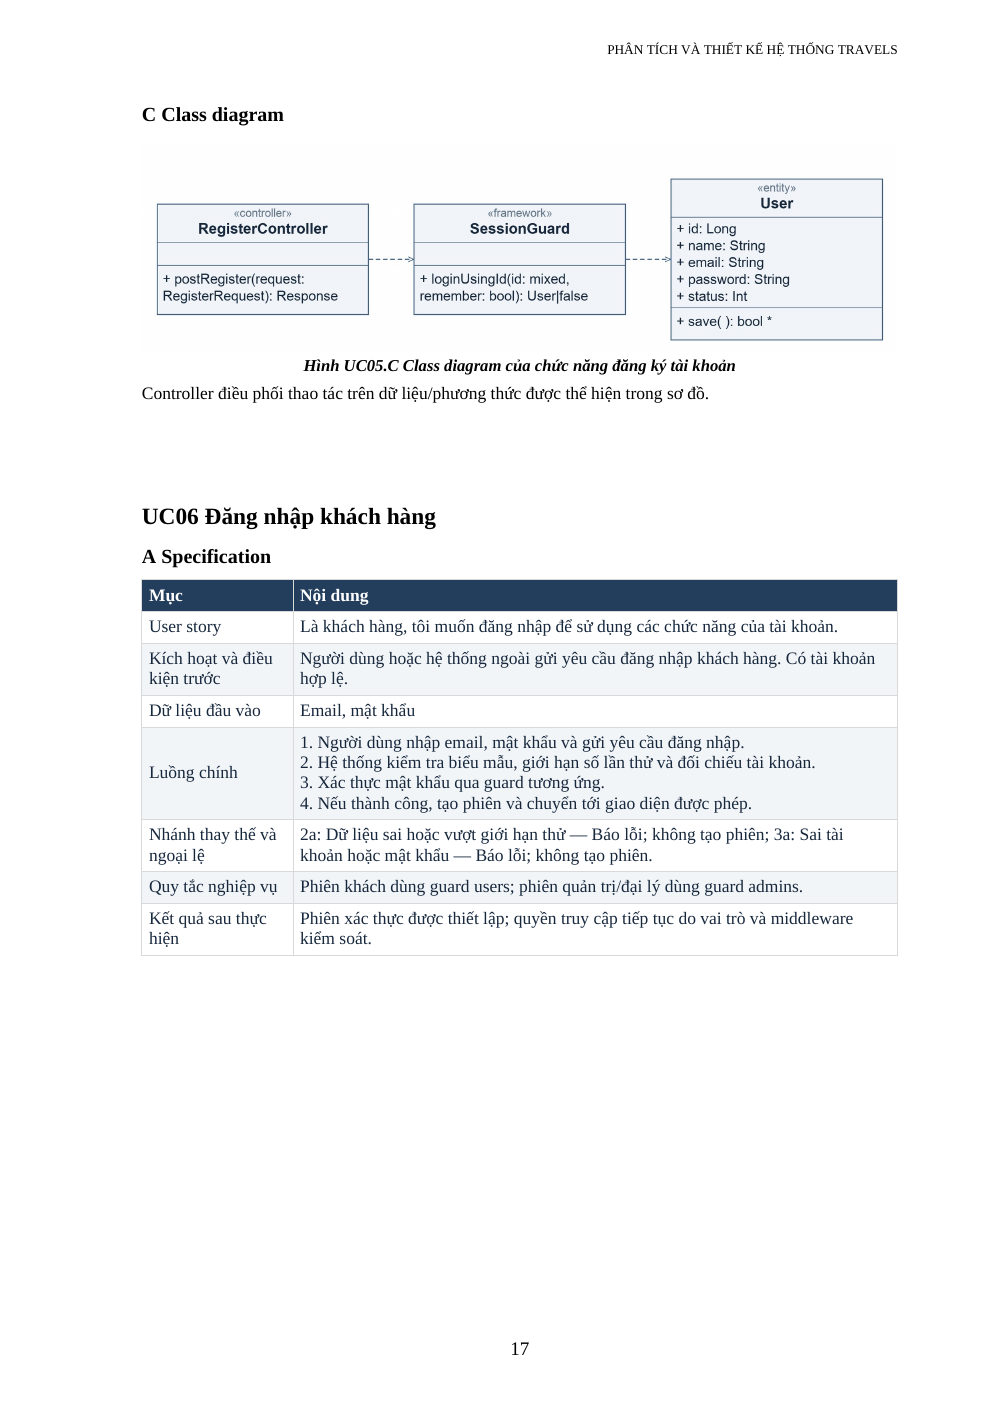 PHÂN TÍCH VÀ THIẾT KẾ HỆ THỐNG TRAVELS
C Class diagram
«controller»
RegisterController
+ postRegister(request:
RegisterRequest): Response
«framework»
SessionGuard
+ loginUsingId(id: mixed,
remember: bool): User|false
«entity»
User
+ id: Long
+ name: String
+ email: String
+ password: String
+ status: Int
+ save( ): bool *
Hình UC05.C Class diagram của chức năng đăng ký tài khoản
Controller điều phối thao tác trên dữ liệu/phương thức được thể hiện trong sơ đồ.
UC06 Đăng nhập khách hàng
A Specification
Mục
Nội dung
User story
Là khách hàng, tôi muốn đăng nhập để sử dụng các chức năng của tài khoản.
Kích hoạt và điều
kiện trước
Người dùng hoặc hệ thống ngoài gửi yêu cầu đăng nhập khách hàng. Có tài khoản
hợp lệ.
Dữ liệu đầu vào
Email, mật khẩu
Luồng chính
1. Người dùng nhập email, mật khẩu và gửi yêu cầu đăng nhập.
2. Hệ thống kiểm tra biểu mẫu, giới hạn số lần thử và đối chiếu tài khoản.
3. Xác thực mật khẩu qua guard tương ứng.
4. Nếu thành công, tạo phiên và chuyển tới giao diện được phép.
Nhánh thay thế và
ngoại lệ
2a: Dữ liệu sai hoặc vượt giới hạn thử — Báo lỗi; không tạo phiên; 3a: Sai tài
khoản hoặc mật khẩu — Báo lỗi; không tạo phiên.
Quy tắc nghiệp vụ
Phiên khách dùng guard users; phiên quản trị/đại lý dùng guard admins.
Kết quả sau thực
hiện
Phiên xác thực được thiết lập; quyền truy cập tiếp tục do vai trò và middleware
kiểm soát.
17